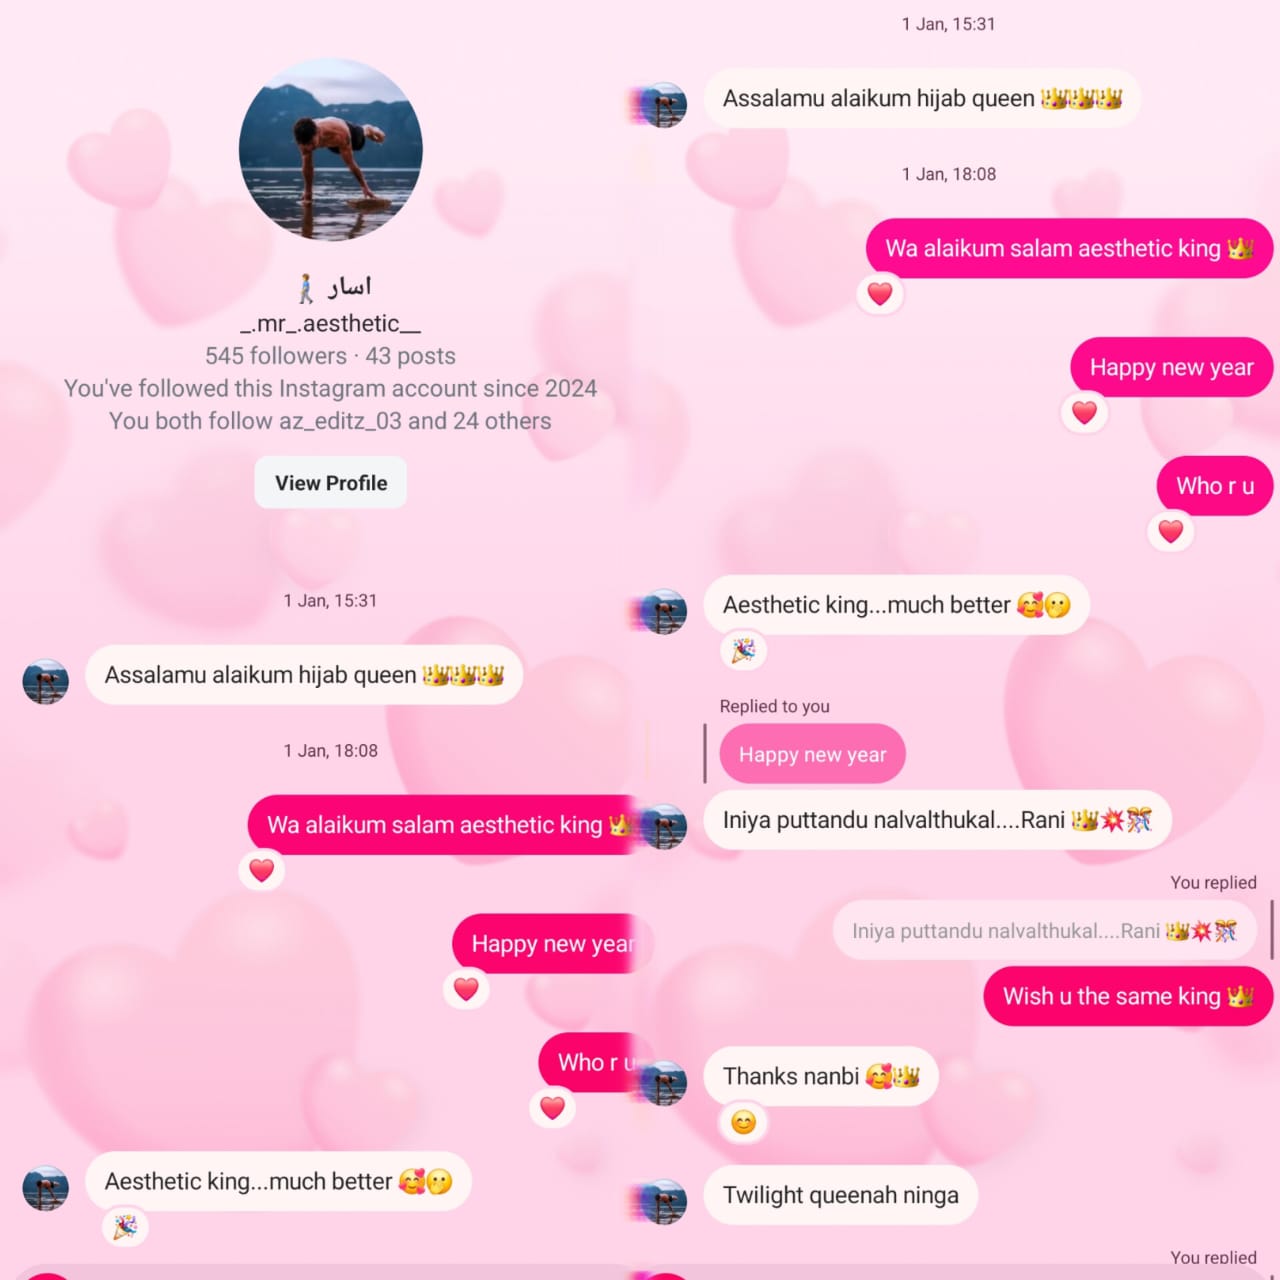 اسار 🚶
_.mr_.aesthetic__
545 followers · 43 posts
You've followed this Instagram account since 2024
You both follow az_editz_03 and 24 others
View Profile
1 Jan, 15:31
Assalamu alaikum hijab queen 👑👑👑
1 Jan, 18:08
Wa alaikum salam aesthetic king 👑
❤️
Happy new year
❤️
Who r u
❤️
Aesthetic king...much better 🥰🫢
🎉
1 Jan, 15:31
Assalamu alaikum hijab queen 👑👑👑
1 Jan, 18:08
Wa alaikum salam aesthetic king 👑
❤️
Happy new year
❤️
Who r u
❤️
Aesthetic king...much better 🥰🫢
🎉
Replied to you
Happy new year
Iniya puttandu nalvalthukal....Rani 👑💥🎊
You replied
Iniya puttandu nalvalthukal....Rani 👑💥🎊
Wish u the same king 👑
Thanks nanbi 🥰👑
😊
Twilight queenah ninga
You replied